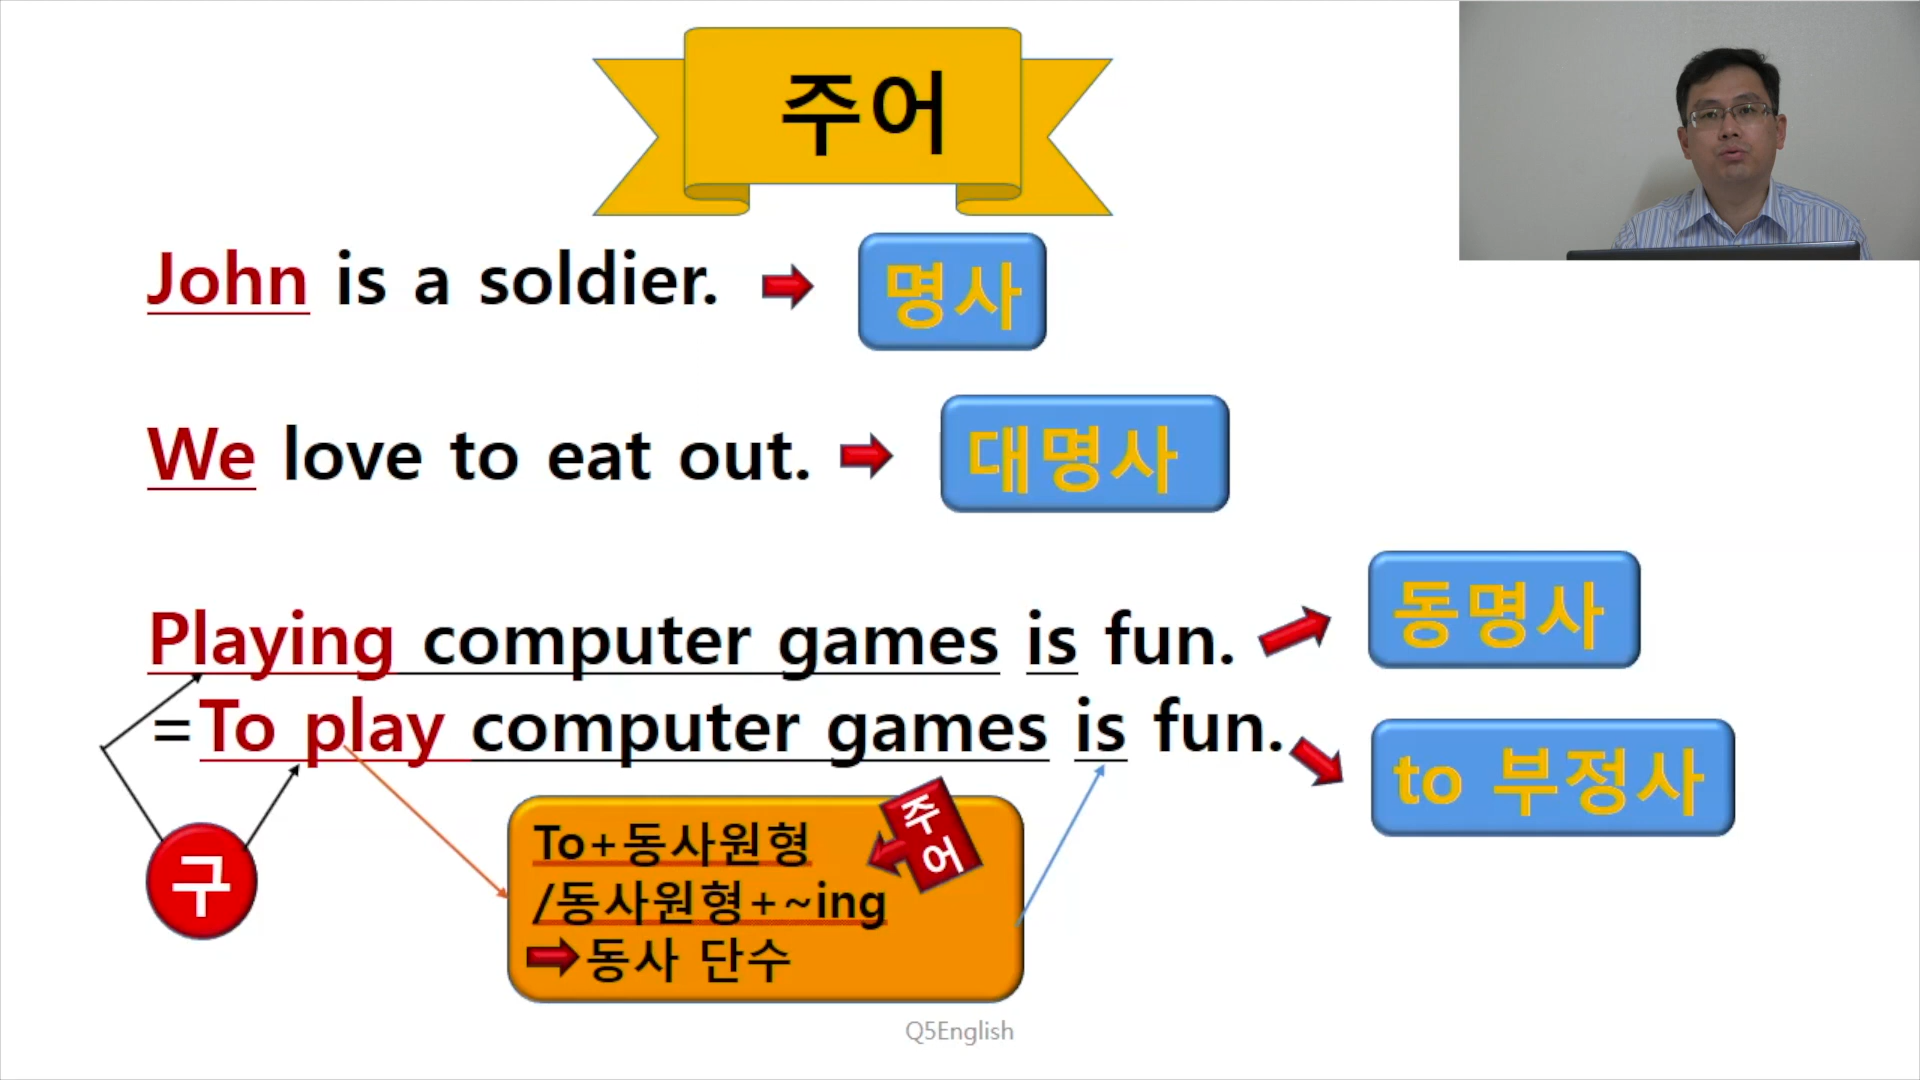 주어
John is a soldier.
명사
We love to eat out.
대명사
Playing computer games is fun.
동명사
=To play computer games is fun.
to 부정사
구
To+동사원형
/동사원형+~ing
동사 단수
주어
Q5English